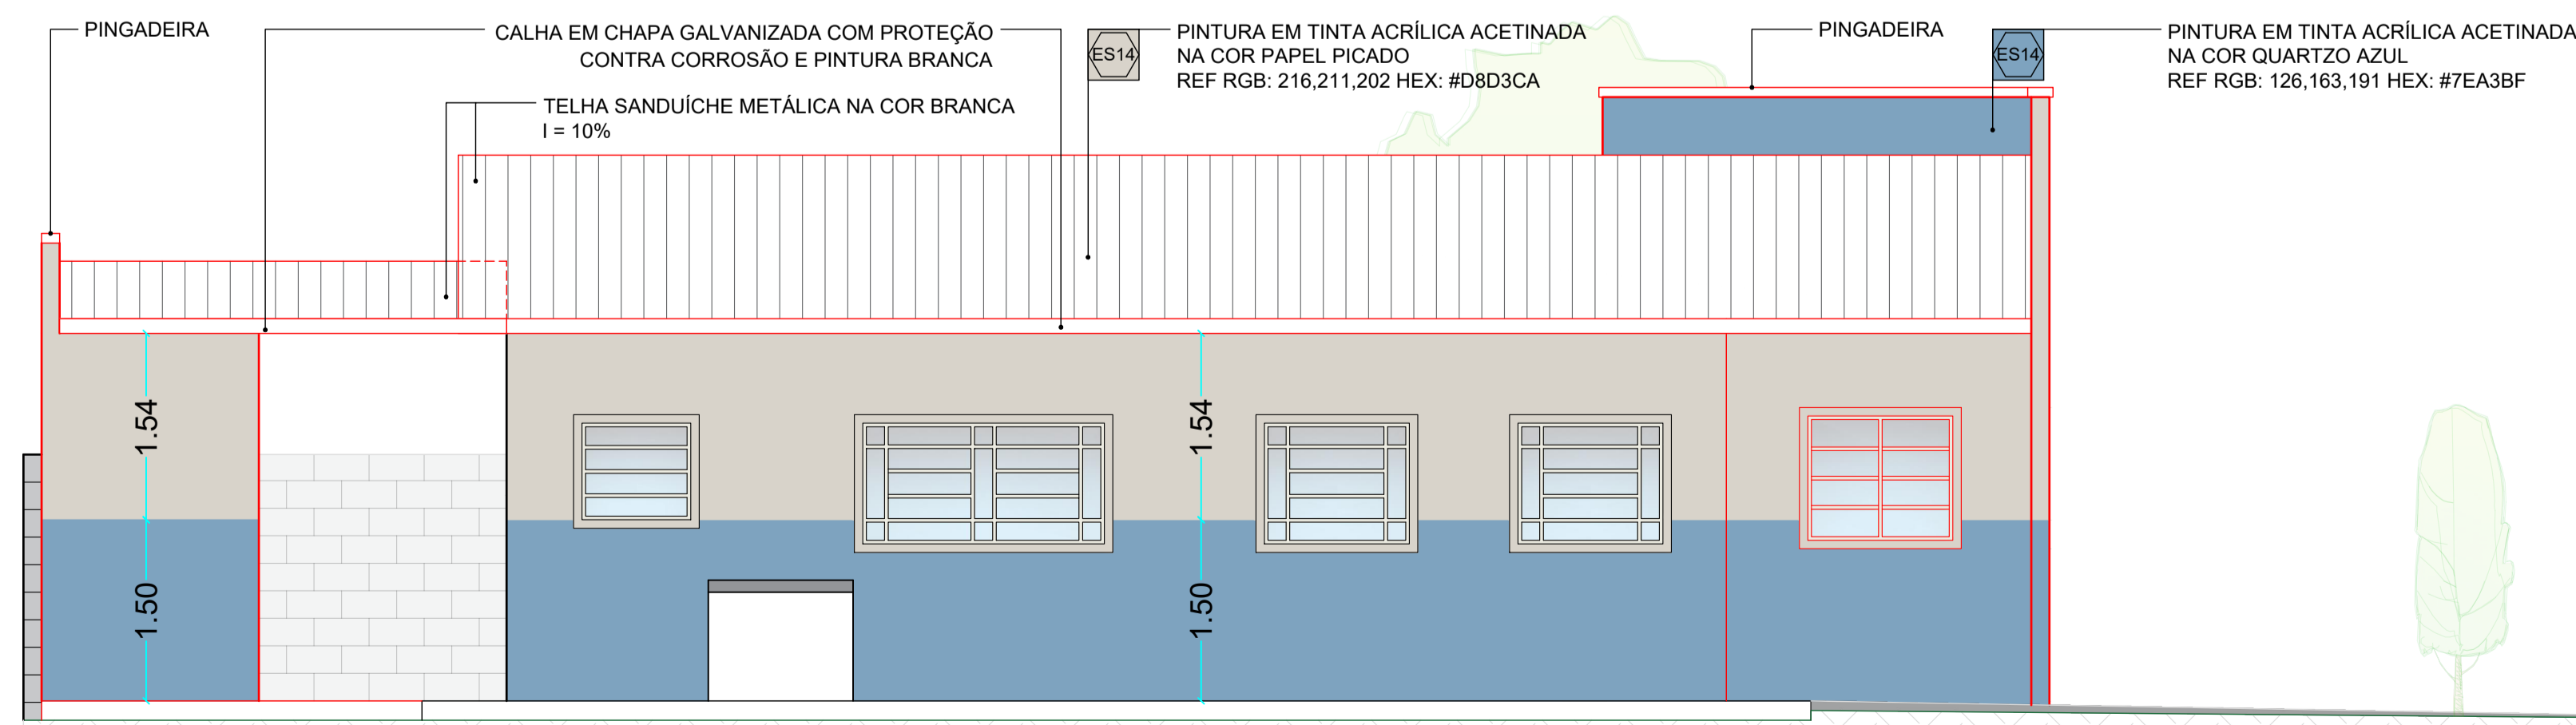 PINGADEIRA
CALHA EM CHAPA GALVANIZADA COM PROTEÇÃO
CONTRA CORROSÃO E PINTURA BRANCA
TELHA SANDUÍCHE METÁLICA NA COR BRANCA
I = 10%
ES14
PINTURA EM TINTA ACRÍLICA ACETINADA
NA COR PAPEL PICADO
REF RGB: 216,211,202 HEX: #D8D3CA
PINGADEIRA
ES14
PINTURA EM TINTA ACRÍLICA ACETINADA
NA COR QUARTZO AZUL
REF RGB: 126,163,191 HEX: #7EA3BF
1.54
1.50
1.54
1.50